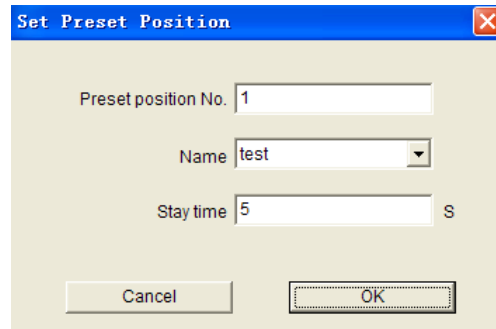 Set Preset Position
Preset position No. 1
Name test
Stay time 5 S
Cancel OK